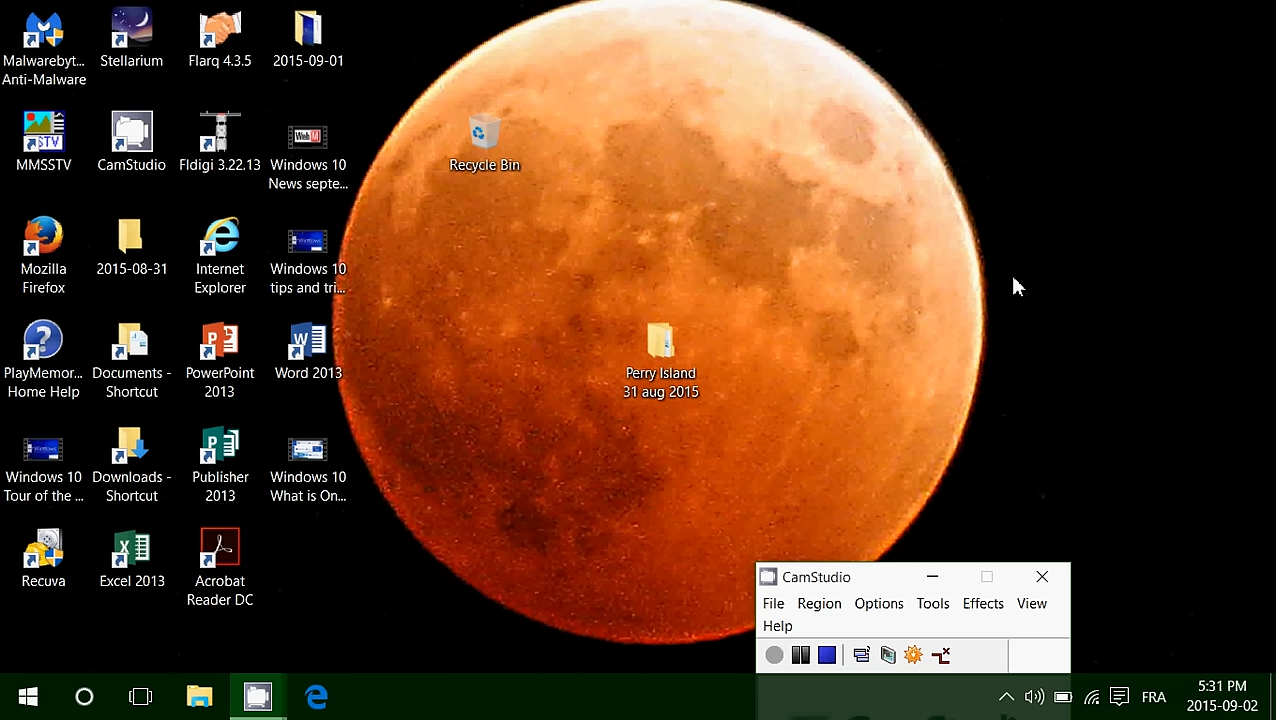 Malwarebyt...
Anti-Malware
Stellarium
Flarq 4.3.5
2015-09-01
MMSSTV
CamStudio
Fldigi 3.22.13
Windows 10
News septe...
Recycle Bin
Mozilla
Firefox
2015-08-31
Internet
Explorer
Windows 10
tips and tri...
PlayMemor...
Home Help
Documents -
Shortcut
PowerPoint
2013
Word 2013
Perry Island
31 aug 2015
Windows 10
Tour of the ...
Downloads -
Shortcut
Publisher
2013
Windows 10
What is On...
Recuva
Excel 2013
Acrobat
Reader DC
CamStudio
File Region Options Tools Effects View
Help
FRA
5:31 PM
2015-09-02